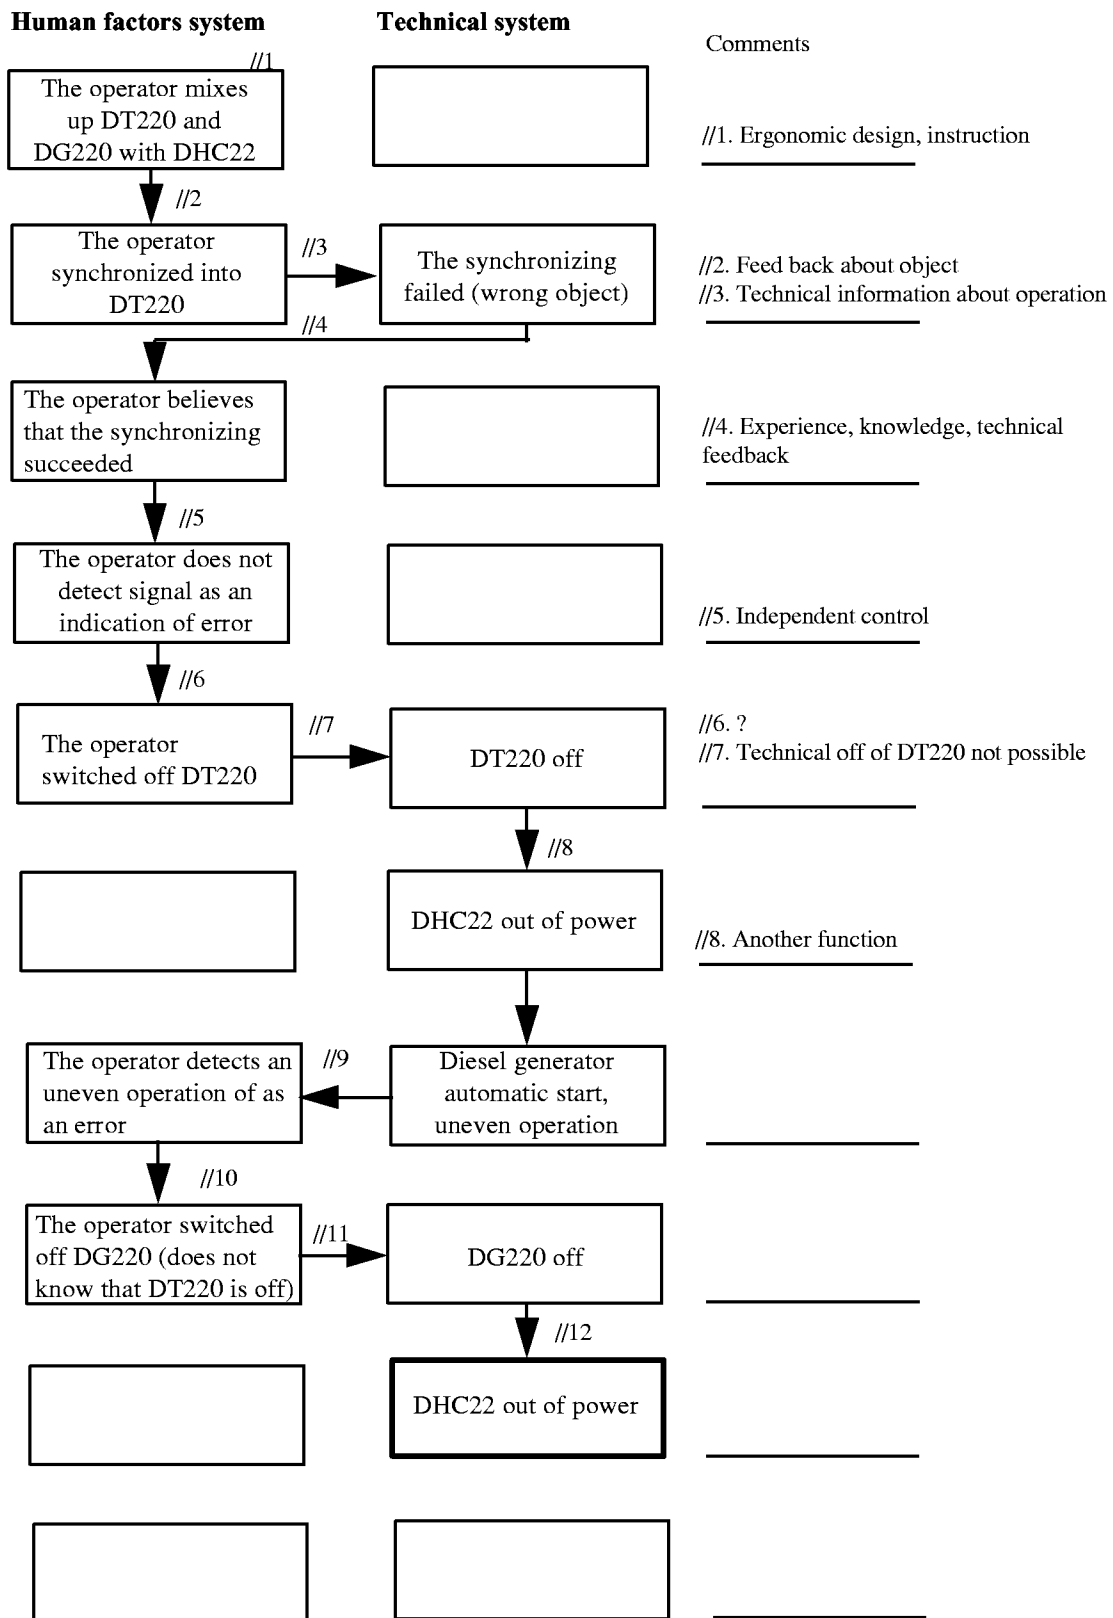 Human factors system
Technical system
Comments
//1
The operator mixes
up DT220 and
DG220 with DHC22
//1. Ergonomic design, instruction
//2
The operator
synchronized into
DT220
//3
The synchronizing
failed (wrong object)
//2. Feed back about object
//3. Technical information about operation
//4
The operator believes
that the synchronizing
succeeded
//4. Experience, knowledge, technical
feedback
//5
The operator does not
detect signal as an
indication of error
//5. Independent control
//6
The operator
switched off DT220
//7
DT220 off
//6. ?
//7. Technical off of DT220 not possible
//8
DHC22 out of power
//8. Another function
The operator detects an
uneven operation of as
an error
//9
Diesel generator
automatic start,
uneven operation
//10
The operator switched
off DG220 (does not
know that DT220 is off)
//11
DG220 off
//12
DHC22 out of power